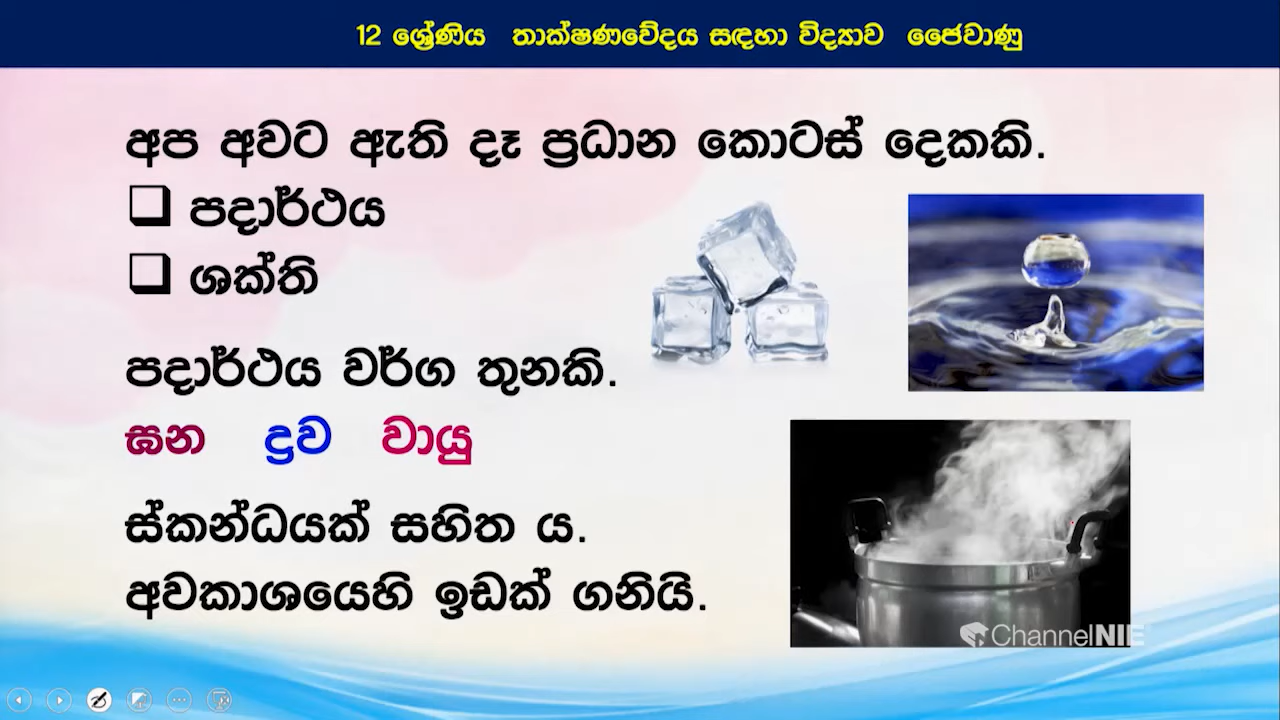 12 ශ්‍රේණිය තාක්ෂණවේදය සඳහා විද්‍යාව ජෛවාණු
අප අවට ඇති දෑ ප්‍රධාන කොටස් දෙකකි.
❑ පදාර්ථය
❑ ශක්ති
පදාර්ථය වර්ග තුනකි.
ඝන ද්‍රව වායු
ස්කන්ධයක් සහිත ය.
අවකාශයෙහි ඉඩක් ගනියි.
ChannelNIE